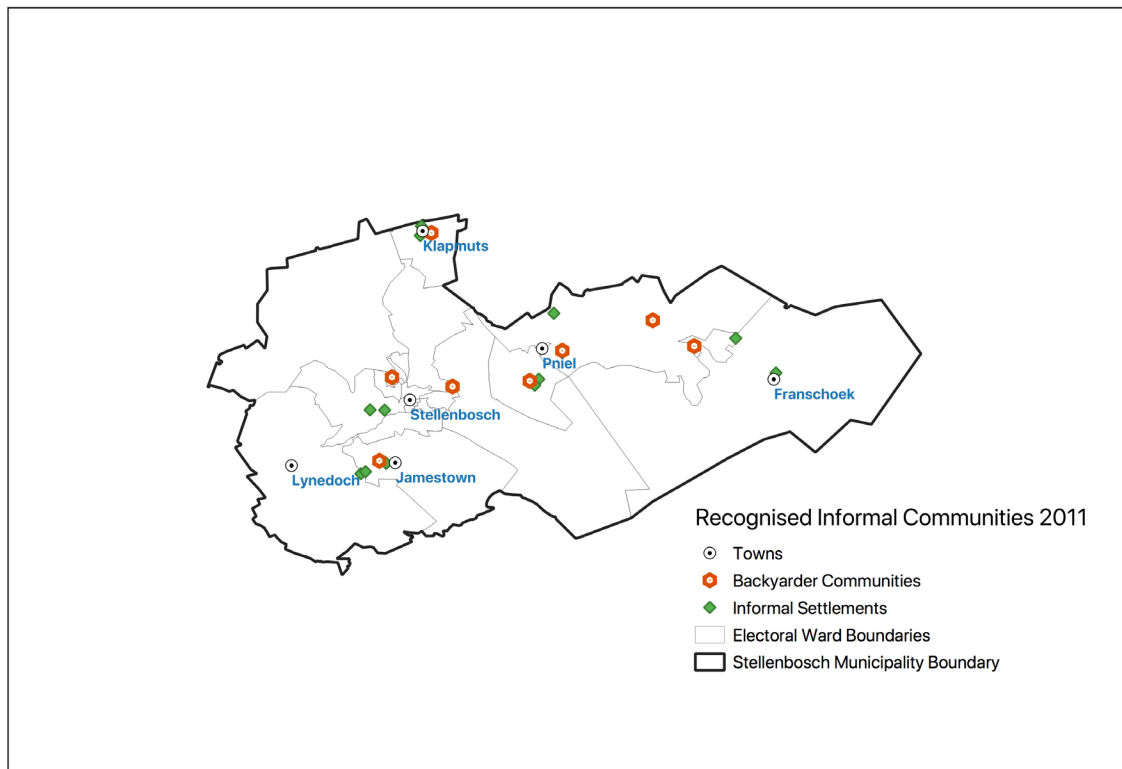 Klapmuts
Pniel
Franschoek
Stellenbosch
Lynedoch
Jamestown
Recognised Informal Communities 2011
Towns
Backyarder Communities
Informal Settlements
Electoral Ward Boundaries
Stellenbosch Municipality Boundary